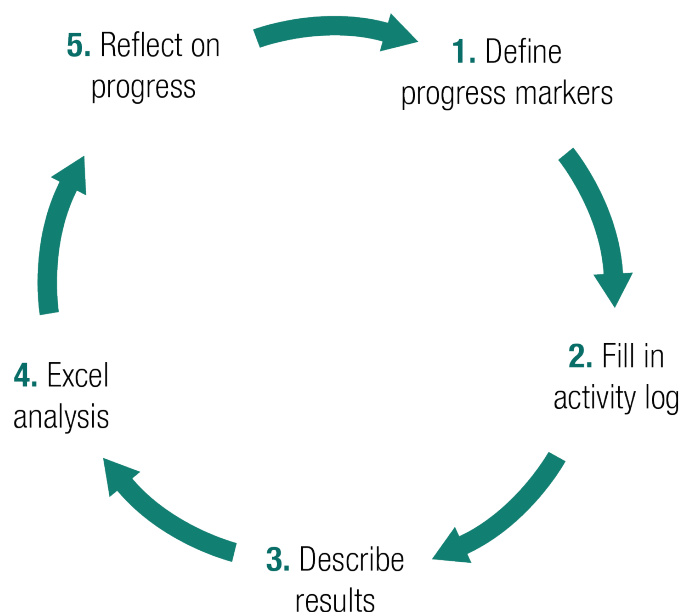 1. Define
progress markers
2. Fill in
activity log
3. Describe
results
4. Excel
analysis
5. Reflect on
progress